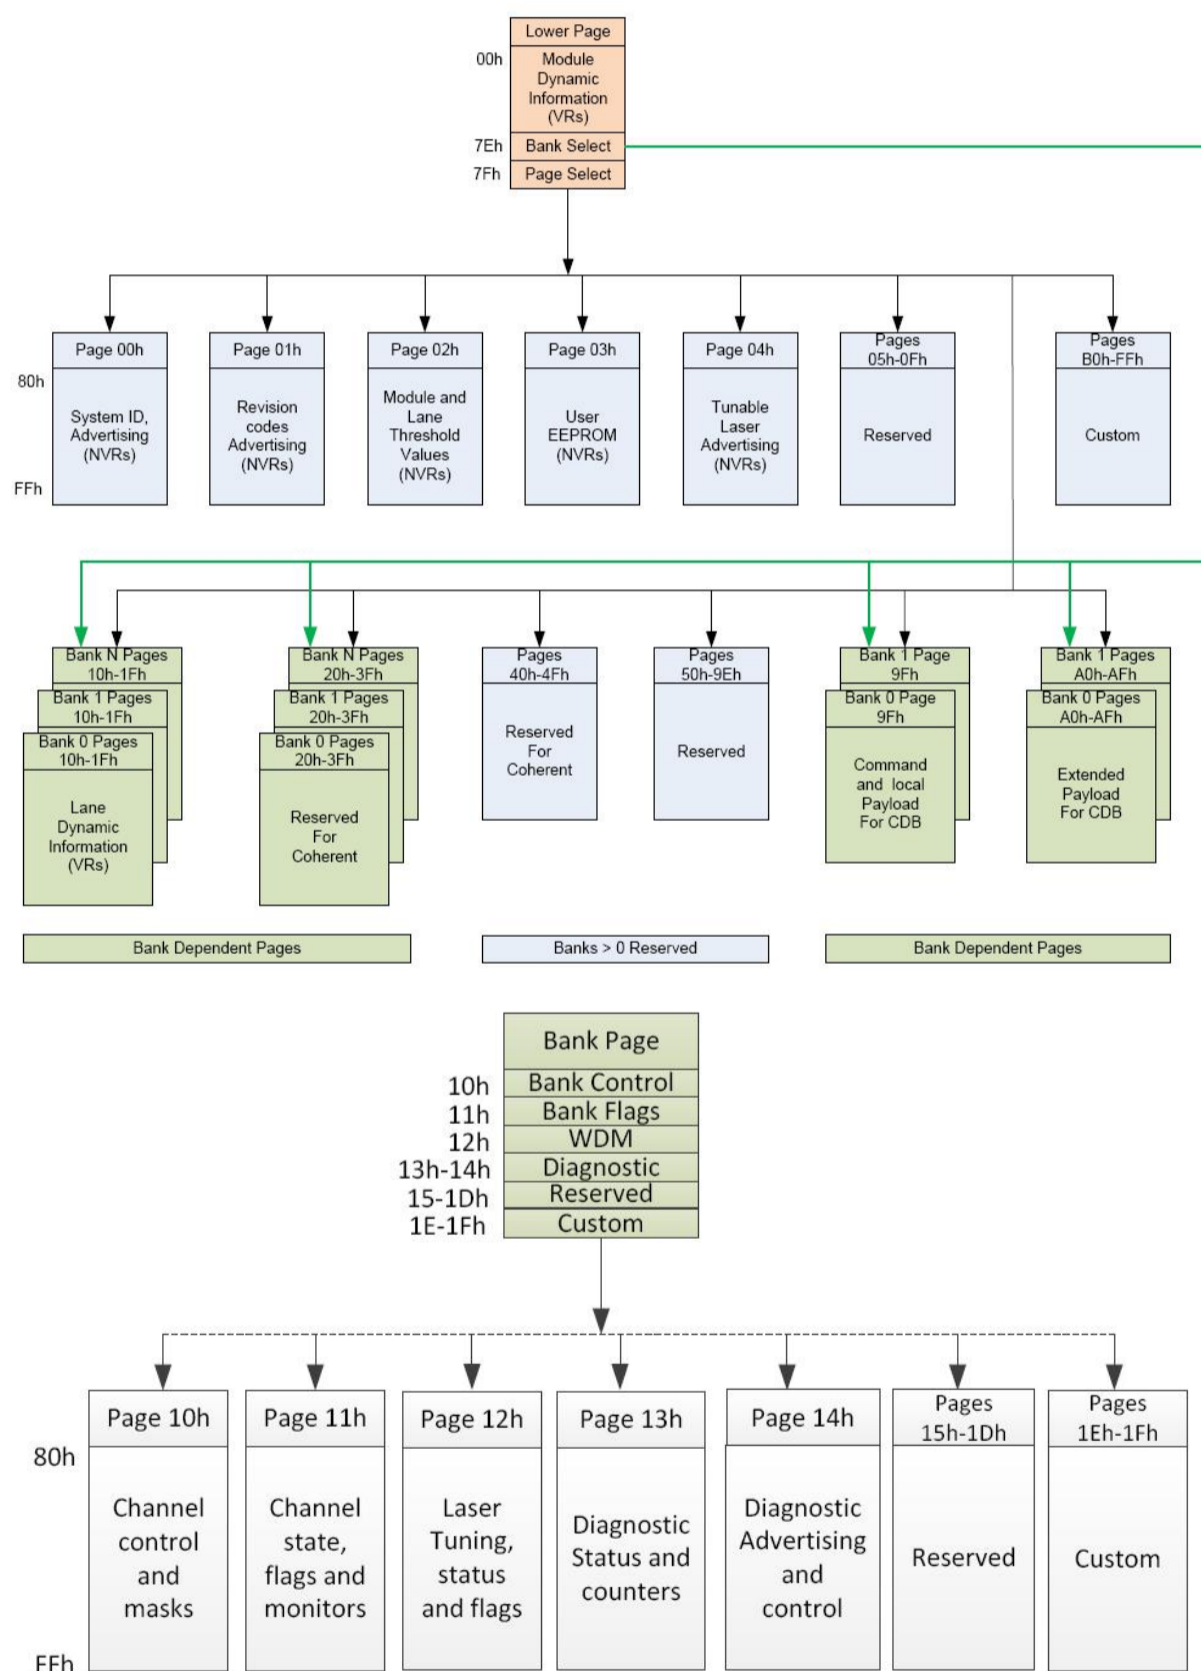 Lower Page
00h
Module
Dynamic
Information
(VRs)
7Eh
Bank Select
7Fh
Page Select
Page 00h
Page 01h
Page 02h
Page 03h
Page 04h
Pages
05h-0Fh
Pages
B0h-FFh
80h
System ID,
Advertising
(NVRs)
Revision
codes
Advertising
(NVRs)
Module and
Lane
Threshold
Values
(NVRs)
User
EEPROM
(NVRs)
Tunable
Laser
Advertising
(NVRs)
Reserved
Custom
FFh
Bank N Pages
10h-1Fh
Bank 1 Pages
10h-1Fh
Bank 0 Pages
10h-1Fh
Lane
Dynamic
Information
(VRs)
Bank N Pages
20h-3Fh
Bank 1 Pages
20h-3Fh
Bank 0 Pages
20h-3Fh
Reserved
For
Coherent
Pages
40h-4Fh
Reserved
For
Coherent
Pages
50h-9Eh
Reserved
Bank 1 Page
9Fh
Bank 0 Page
9Fh
Command
and local
Payload
For CDB
Bank 1 Pages
A0h-AFh
Bank 0 Pages
A0h-AFh
Extended
Payload
For CDB
Bank Dependent Pages
Banks > 0 Reserved
Bank Dependent Pages
Bank Page
10h
Bank Control
11h
Bank Flags
12h
WDM
13h-14h
Diagnostic
15-1Dh
Reserved
1E-1Fh
Custom
Page 10h
Page 11h
Page 12h
Page 13h
Page 14h
Pages
15h-1Dh
Pages
1Eh-1Fh
80h
Channel
control
and
masks
Channel
state,
flags and
monitors
Laser
Tuning,
status
and flags
Diagnostic
Status and
counters
Diagnostic
Advertising
and
control
Reserved
Custom
FFh